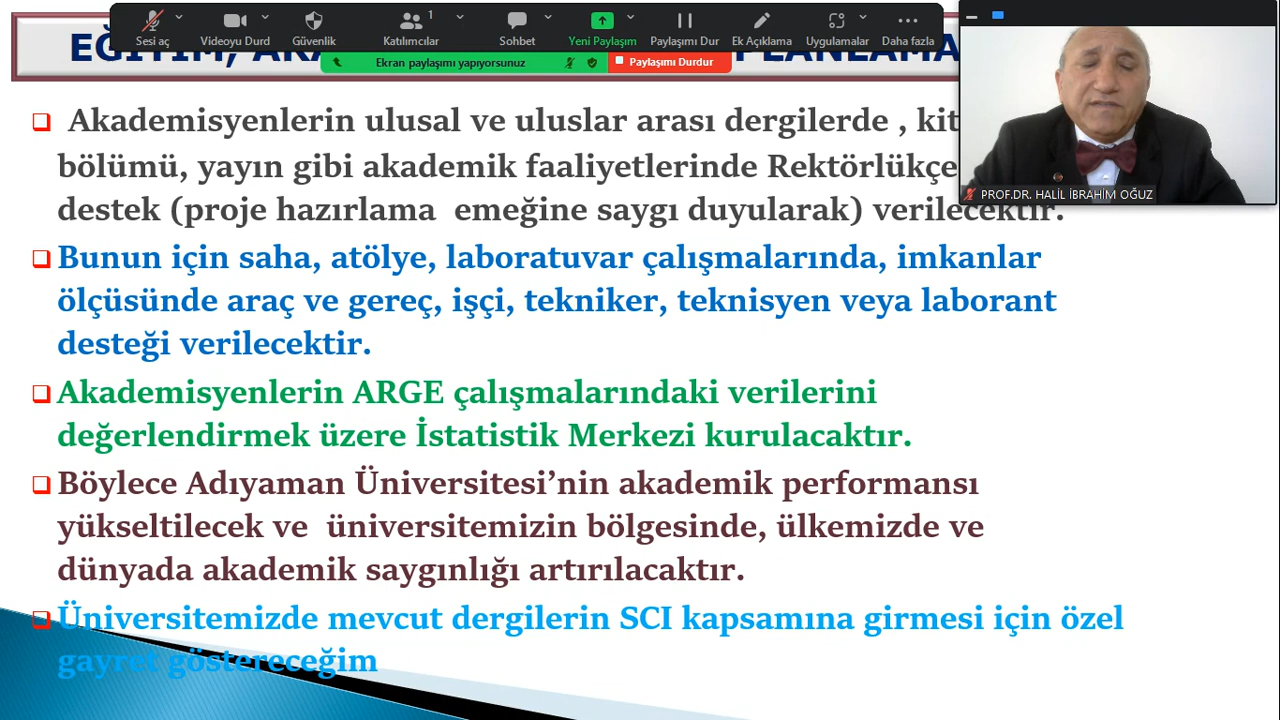 Sesi aç
Videoyu Durd
Güvenlik
Katılımcılar
1
Sohbet
Yeni Paylaşım
Paylaşımı Dur
Ek Açıklama
Uygulamalar
Daha fazla
EĞİTİM,
Ekran paylaşımı yapıyorsunuz
Paylaşımı Durdur
PROF.DR. HALİL İBRAHİM OĞUZ
Akademisyenlerin ulusal ve uluslar arası dergilerde ,
bölümü, yayın gibi akademik faaliyetlerinde Rektörlükçe
destek (proje hazırlama emeğine saygı duyularak) verilecektir.
Bunun için saha, atölye, laboratuvar çalışmalarında, imkanlar
ölçüsünde araç ve gereç, işçi, tekniker, teknisyen veya laborant
desteği verilecektir.
Akademisyenlerin ARGE çalışmalarındaki verilerini
değerlendirmek üzere İstatistik Merkezi kurulacaktır.
Böylece Adıyaman Üniversitesi’nin akademik performansı
yükseltilecek ve üniversitemizin bölgesinde, ülkemizde ve
dünyada akademik saygınlığı artırılacaktır.
Üniversitemizde mevcut dergilerin SCI kapsamına girmesi için özel
gayret göstereceğim